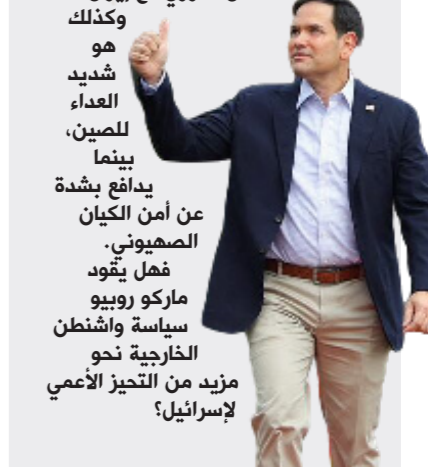 وكذلك
هو
شديد
العداء
للصين،
بينما
يدافع بشدة
عن أمن الكيان
الصهيوني.
فهل يقود
ماركو روبيو
سياسة واشنطن
الخارجية نحو
مزيد من التحيز الأعمي
لإسرائيل؟